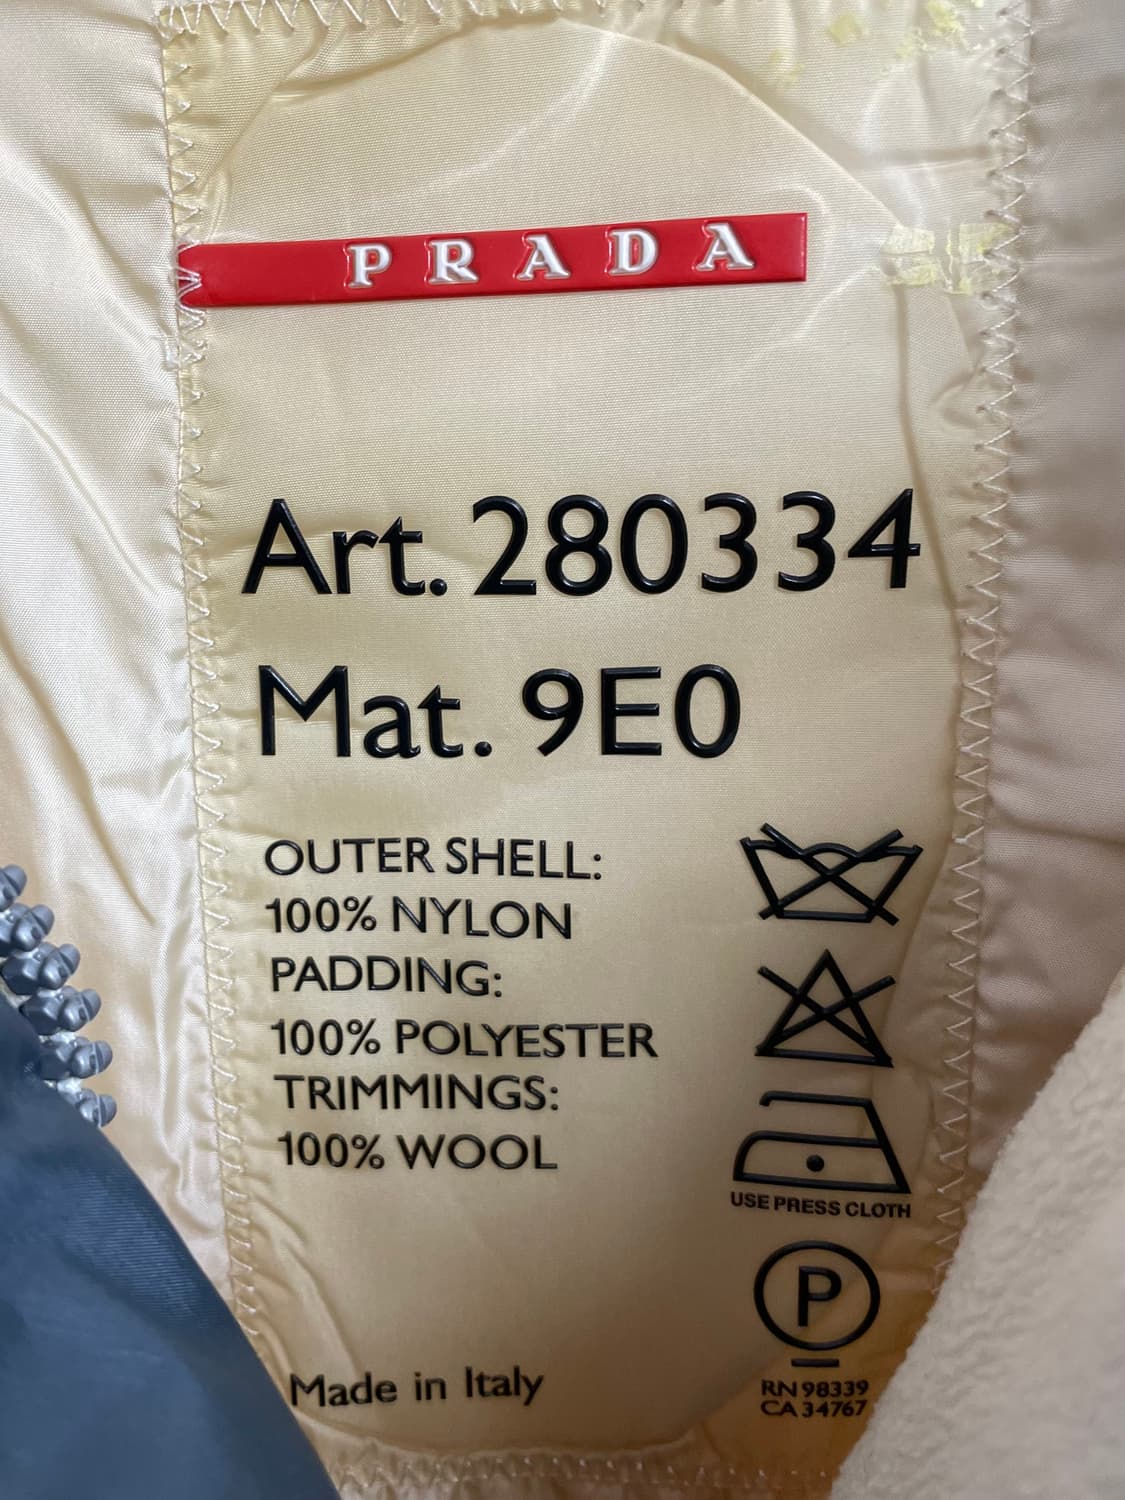 PRADA
Art. 280334
Mat. 9E0
OUTER SHELL:
100% NYLON
PADDING:
100% POLYESTER
TRIMMINGS:
100% WOOL
USE PRESS CLOTH
P
RN 98339
CA 34767
Made in Italy